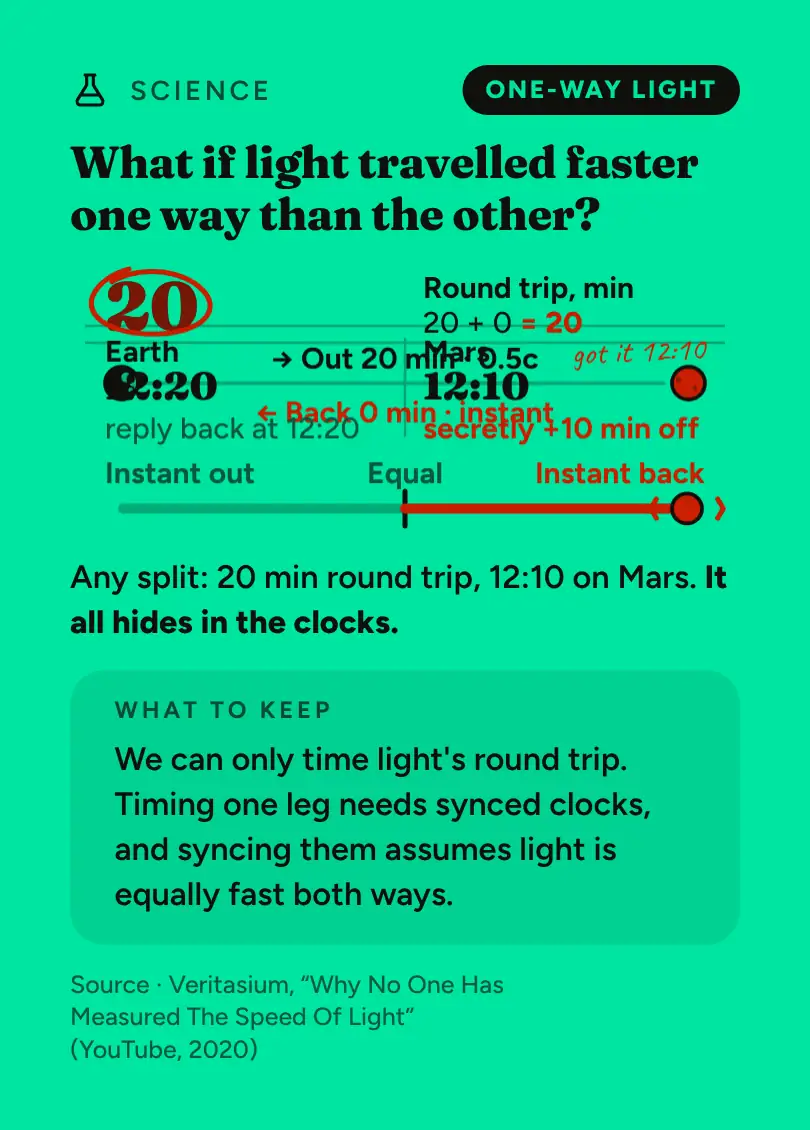 SCIENCE
ONE-WAY LIGHT
What if light travelled faster
one way than the other?
20
Round trip, min
20 + 0 = 20
Earth
→ Out 20 min · 0.5c
Mars
got it 12:10
12:20
12:10
← Back 0 min · instant
reply back at 12:20
secretly +10 min off
Instant out
Equal
Instant back
Any split: 20 min round trip, 12:10 on Mars. It
all hides in the clocks.
WHAT TO KEEP
We can only time light's round trip.
Timing one leg needs synced clocks,
and syncing them assumes light is
equally fast both ways.
Source · Veritasium, “Why No One Has
Measured The Speed Of Light”
(YouTube, 2020)